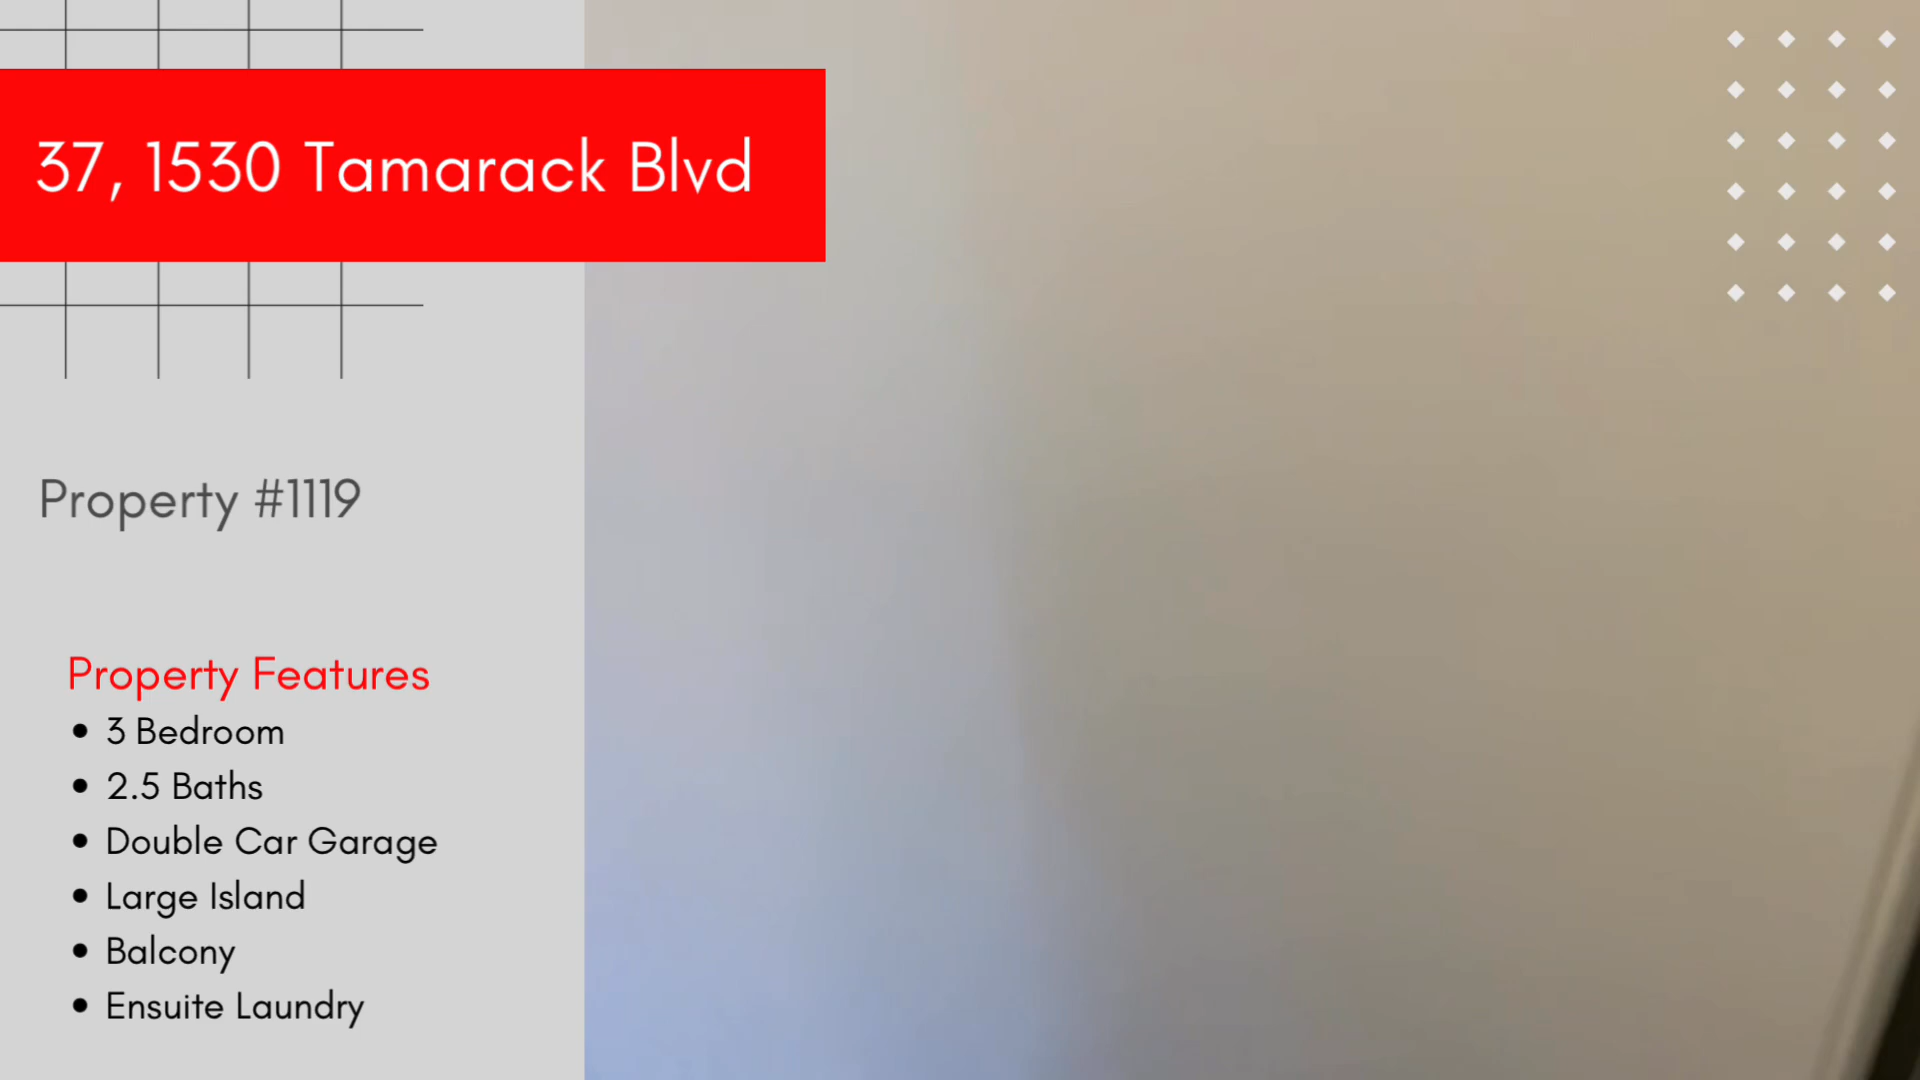 37, 1530 Tamarack Blvd
Property #1119
Property Features
• 3 Bedroom
• 2.5 Baths
• Double Car Garage
• Large Island
• Balcony
• Ensuite Laundry